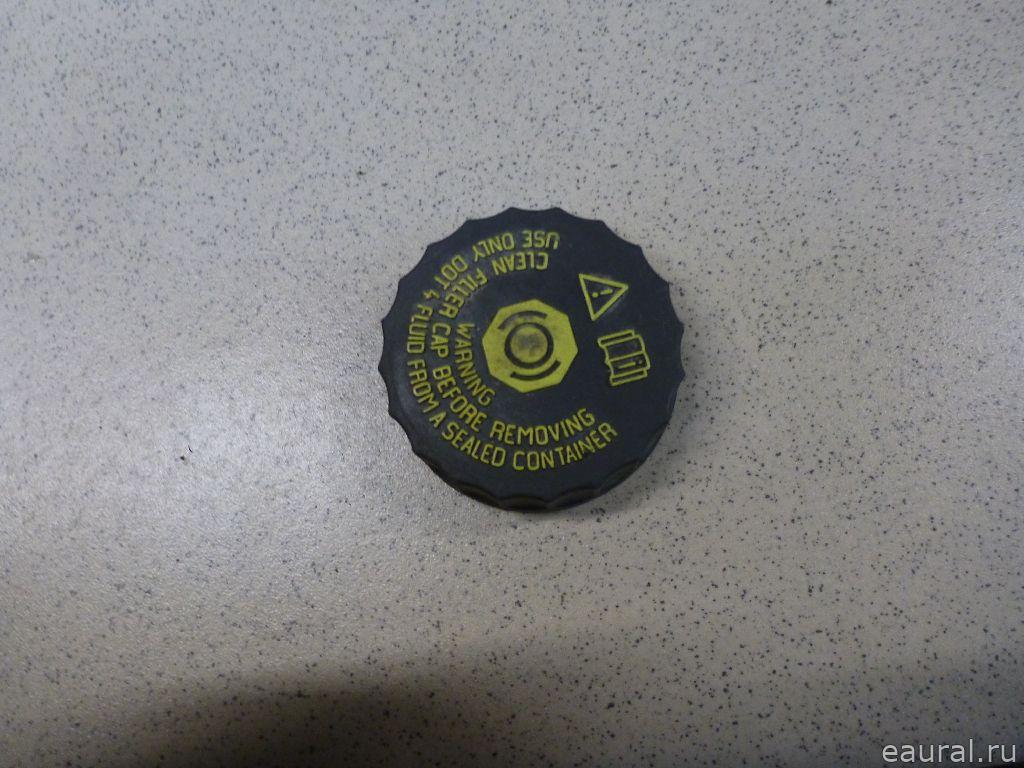 WARNING
CLEAN FILLER CAP BEFORE REMOVING
USE ONLY DOT 4 FLUID FROM A SEALED CONTAINER
eaural.ru